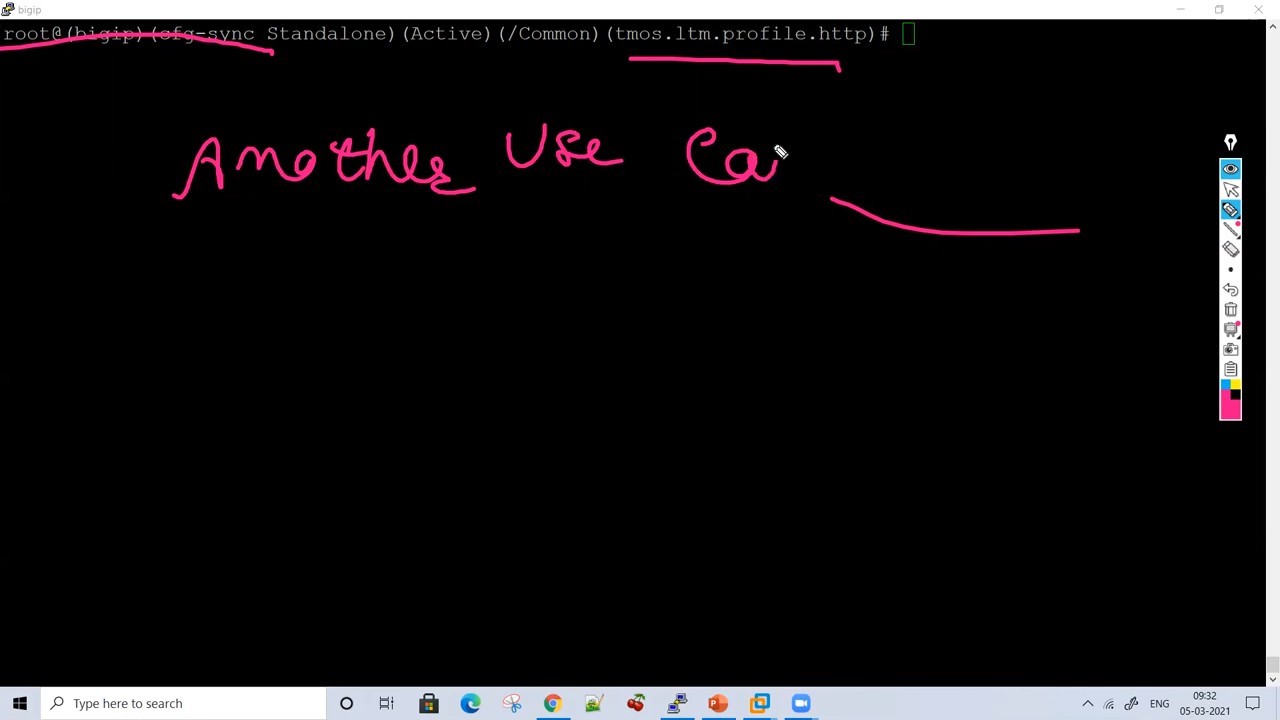 bigip
root@(bigip)(cfg-sync Standalone)(Active)(/Common)(tmos.ltm.profile.http)#
Another Use Ca
Type here to search
ENG
09:32
05-03-2021